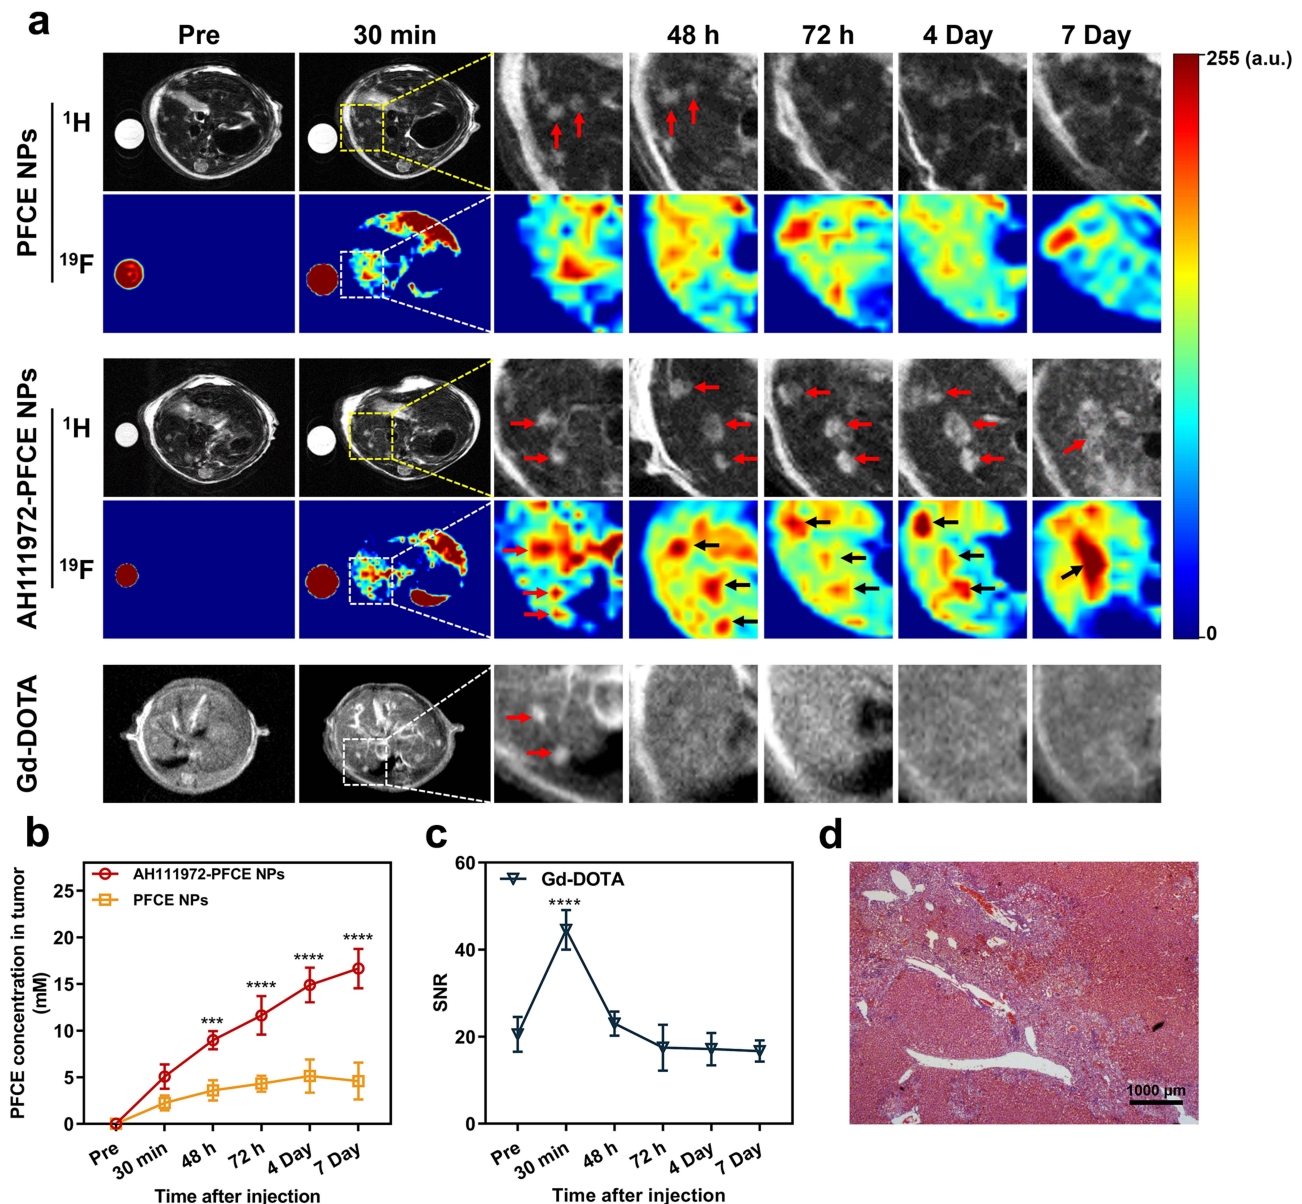 a
Pre
30 min
48 h
72 h
4 Day
7 Day
255 (a.u.)
0
PFCE NPs
¹H
¹⁹F
AH111972-PFCE NPs
¹H
¹⁹F
Gd-DOTA
b
PFCE concentration in tumor
(mM)
25
20
15
10
5
0
AH111972-PFCE NPs
PFCE NPs
***
****
****
****
Pre
30 min
48 h
72 h
4 Day
7 Day
Time after injection
c
SNR
60
40
20
0
Gd-DOTA
****
Pre
30 min
48 h
72 h
4 Day
7 Day
Time after injection
d
1000 μm